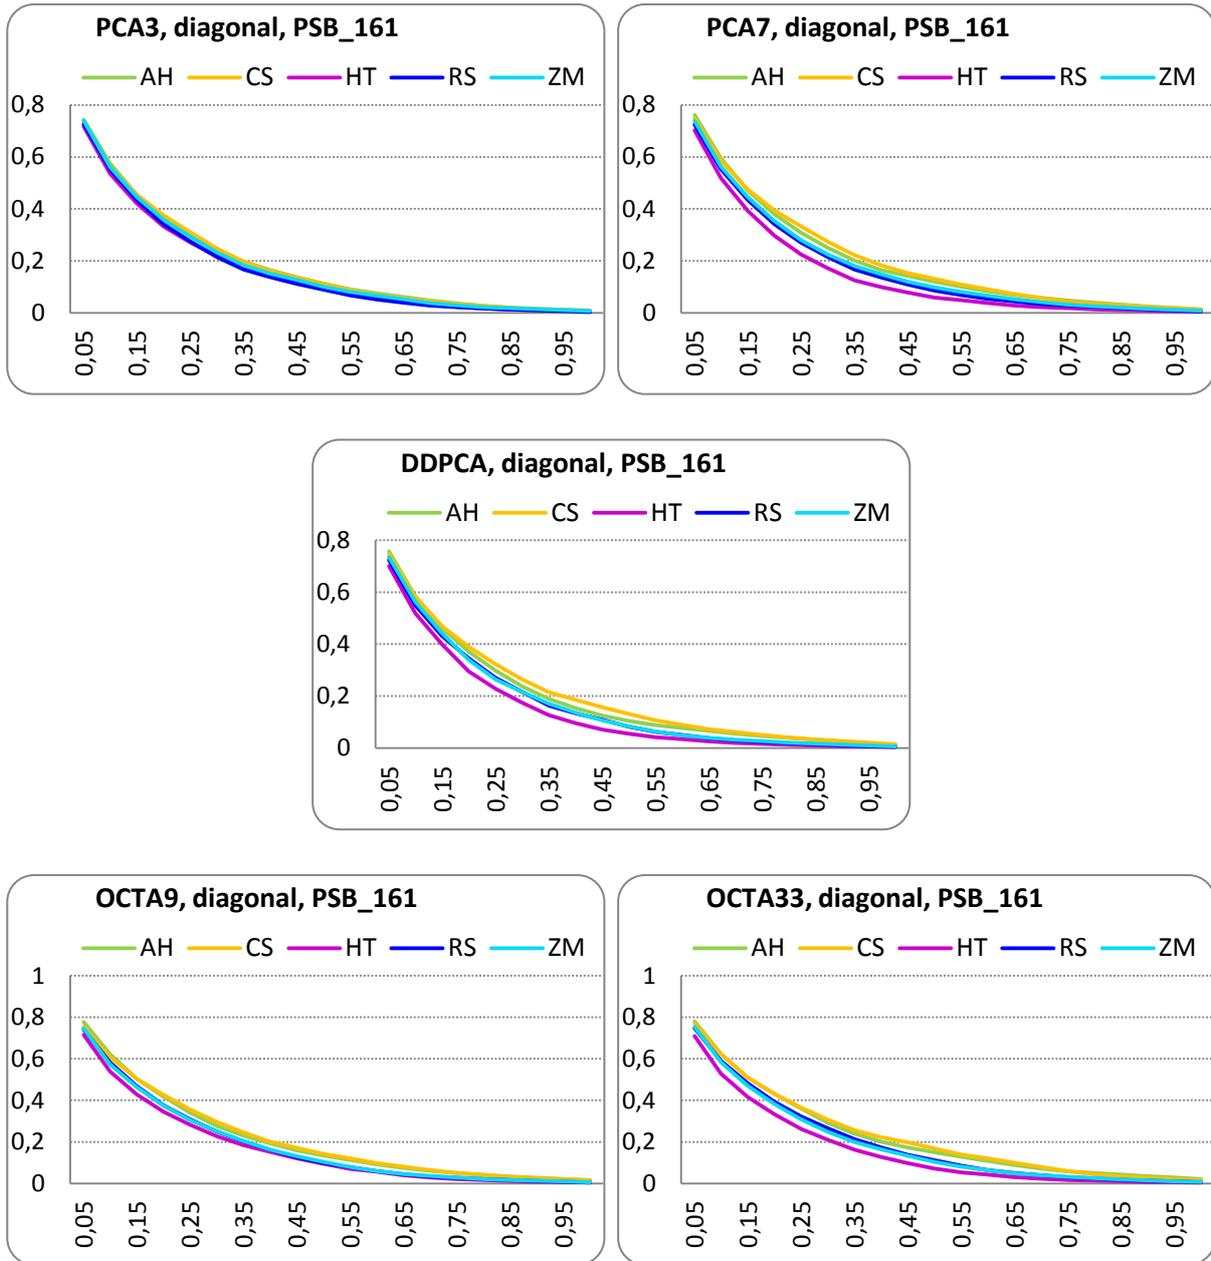 PCA3, diagonal, PSB_161
AH CS HT RS ZM
0,8
0,6
0,4
0,2
0
0,05 0,15 0,25 0,35 0,45 0,55 0,65 0,75 0,85 0,95
PCA7, diagonal, PSB_161
AH CS HT RS ZM
0,8
0,6
0,4
0,2
0
0,05 0,15 0,25 0,35 0,45 0,55 0,65 0,75 0,85 0,95
DDPCA, diagonal, PSB_161
AH CS HT RS ZM
0,8
0,6
0,4
0,2
0
0,05 0,15 0,25 0,35 0,45 0,55 0,65 0,75 0,85 0,95
OCTA9, diagonal, PSB_161
AH CS HT RS ZM
1
0,8
0,6
0,4
0,2
0
0,05 0,15 0,25 0,35 0,45 0,55 0,65 0,75 0,85 0,95
OCTA33, diagonal, PSB_161
AH CS HT RS ZM
1
0,8
0,6
0,4
0,2
0
0,05 0,15 0,25 0,35 0,45 0,55 0,65 0,75 0,85 0,95